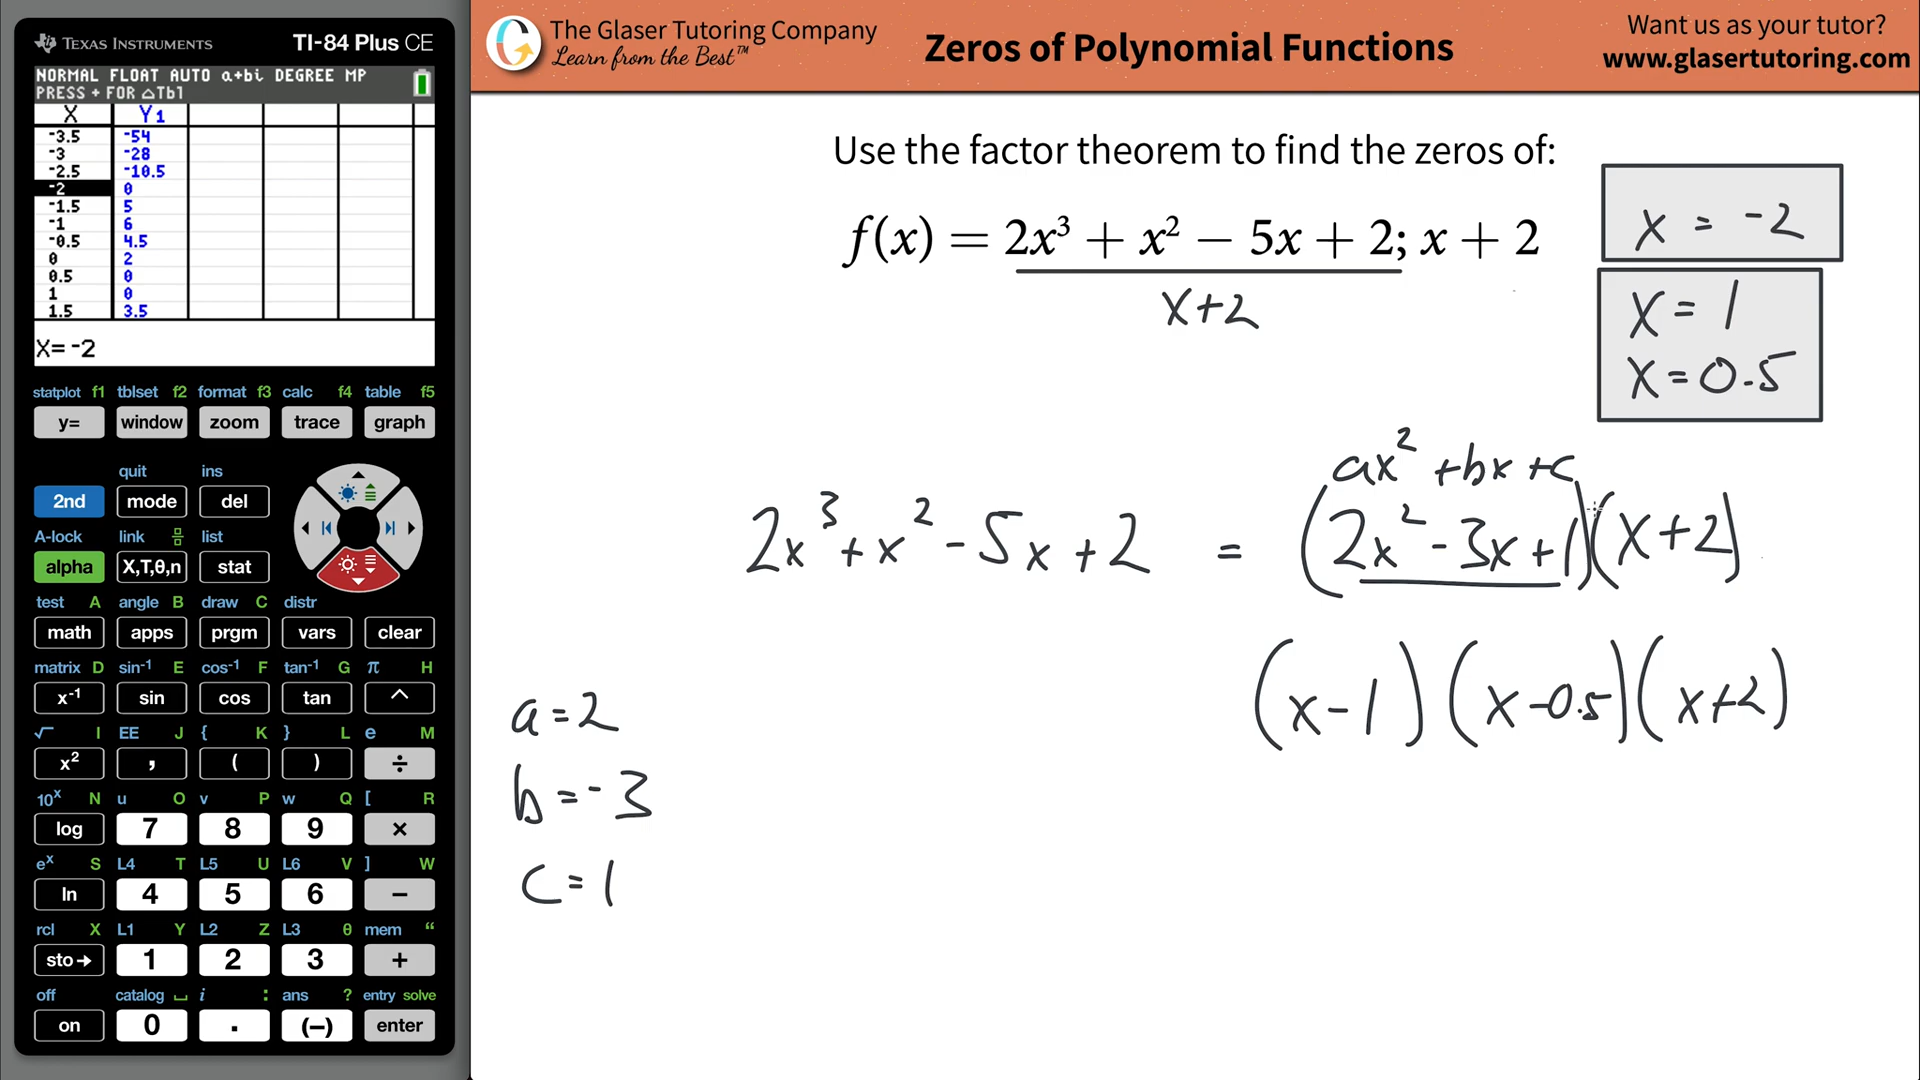 TEXAS INSTRUMENTS TI-84 Plus CE
NORMAL FLOAT AUTO a+bi DEGREE MP
PRESS + FOR △Tbl
X Y1
-3.5 -54
-3 -28
-2.5 -10.5
-2 0
-1.5 5
-1 6
-0.5 4.5
0 2
0.5 0
1 0
1.5 3.5
X= -2
statplot f1 tblset f2 format f3 calc f4 table f5
y= window zoom trace graph
quit ins
2nd mode del
A-lock link list
alpha X,T,θ,n stat
test A angle B draw C distr
math apps prgm vars clear
matrix D sin⁻¹ E cos⁻¹ F tan⁻¹ G π H
x⁻¹ sin cos tan ^
√ I EE J { K } L e M
x² , ( ) ÷
10ˣ N u O v P w Q [ R
log 7 8 9 ×
eˣ S L4 T L5 U L6 V ] W
ln 4 5 6 −
rcl X L1 Y L2 Z L3 θ mem “
sto→ 1 2 3 +
off catalog ␣ i : ans ? entry solve
on 0 . (−) enter
The Glaser Tutoring Company
Learn from the Best™
Zeros of Polynomial Functions
Want us as your tutor?
www.glasertutoring.com
Use the factor theorem to find the zeros of:
f(x) = 2x³ + x² − 5x + 2; x + 2
x+2
x = -2
x = 1
x = 0.5
ax² + bx + c
2x³ + x² - 5x + 2 = (2x² - 3x + 1)(x + 2)
(x - 1)(x - 0.5)(x + 2)
a = 2
b = -3
c = 1